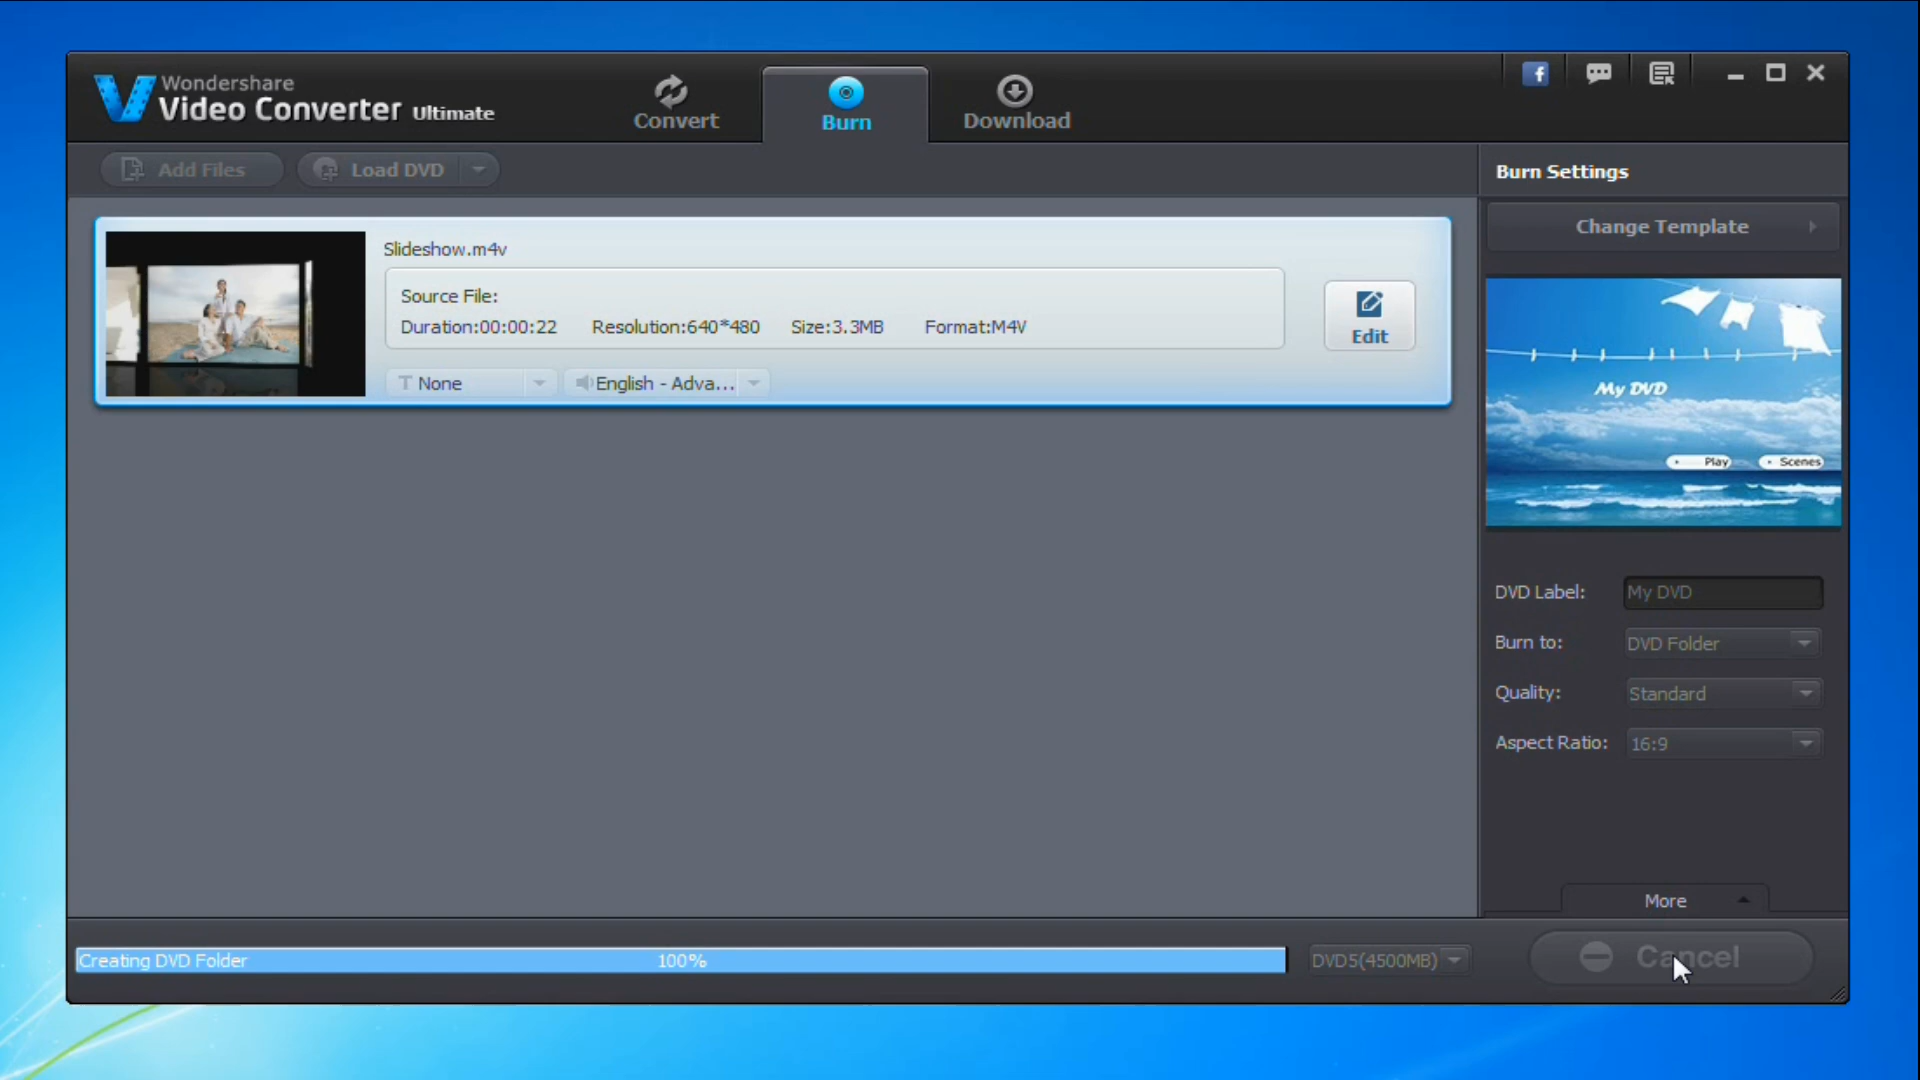 Wondershare
Video Converter Ultimate
Convert
Burn
Download
Add Files
Load DVD
Burn Settings
Change Template
Slideshow.m4v
Source File:
Duration:00:00:22 Resolution:640*480 Size:3.3MB Format:M4V
Edit
T None
English - Adva...
My DVD
Play
Scenes
DVD Label: My DVD
Burn to: DVD Folder
Quality: Standard
Aspect Ratio: 16:9
More
Creating DVD Folder 100%
DVD5(4500MB)
Cancel